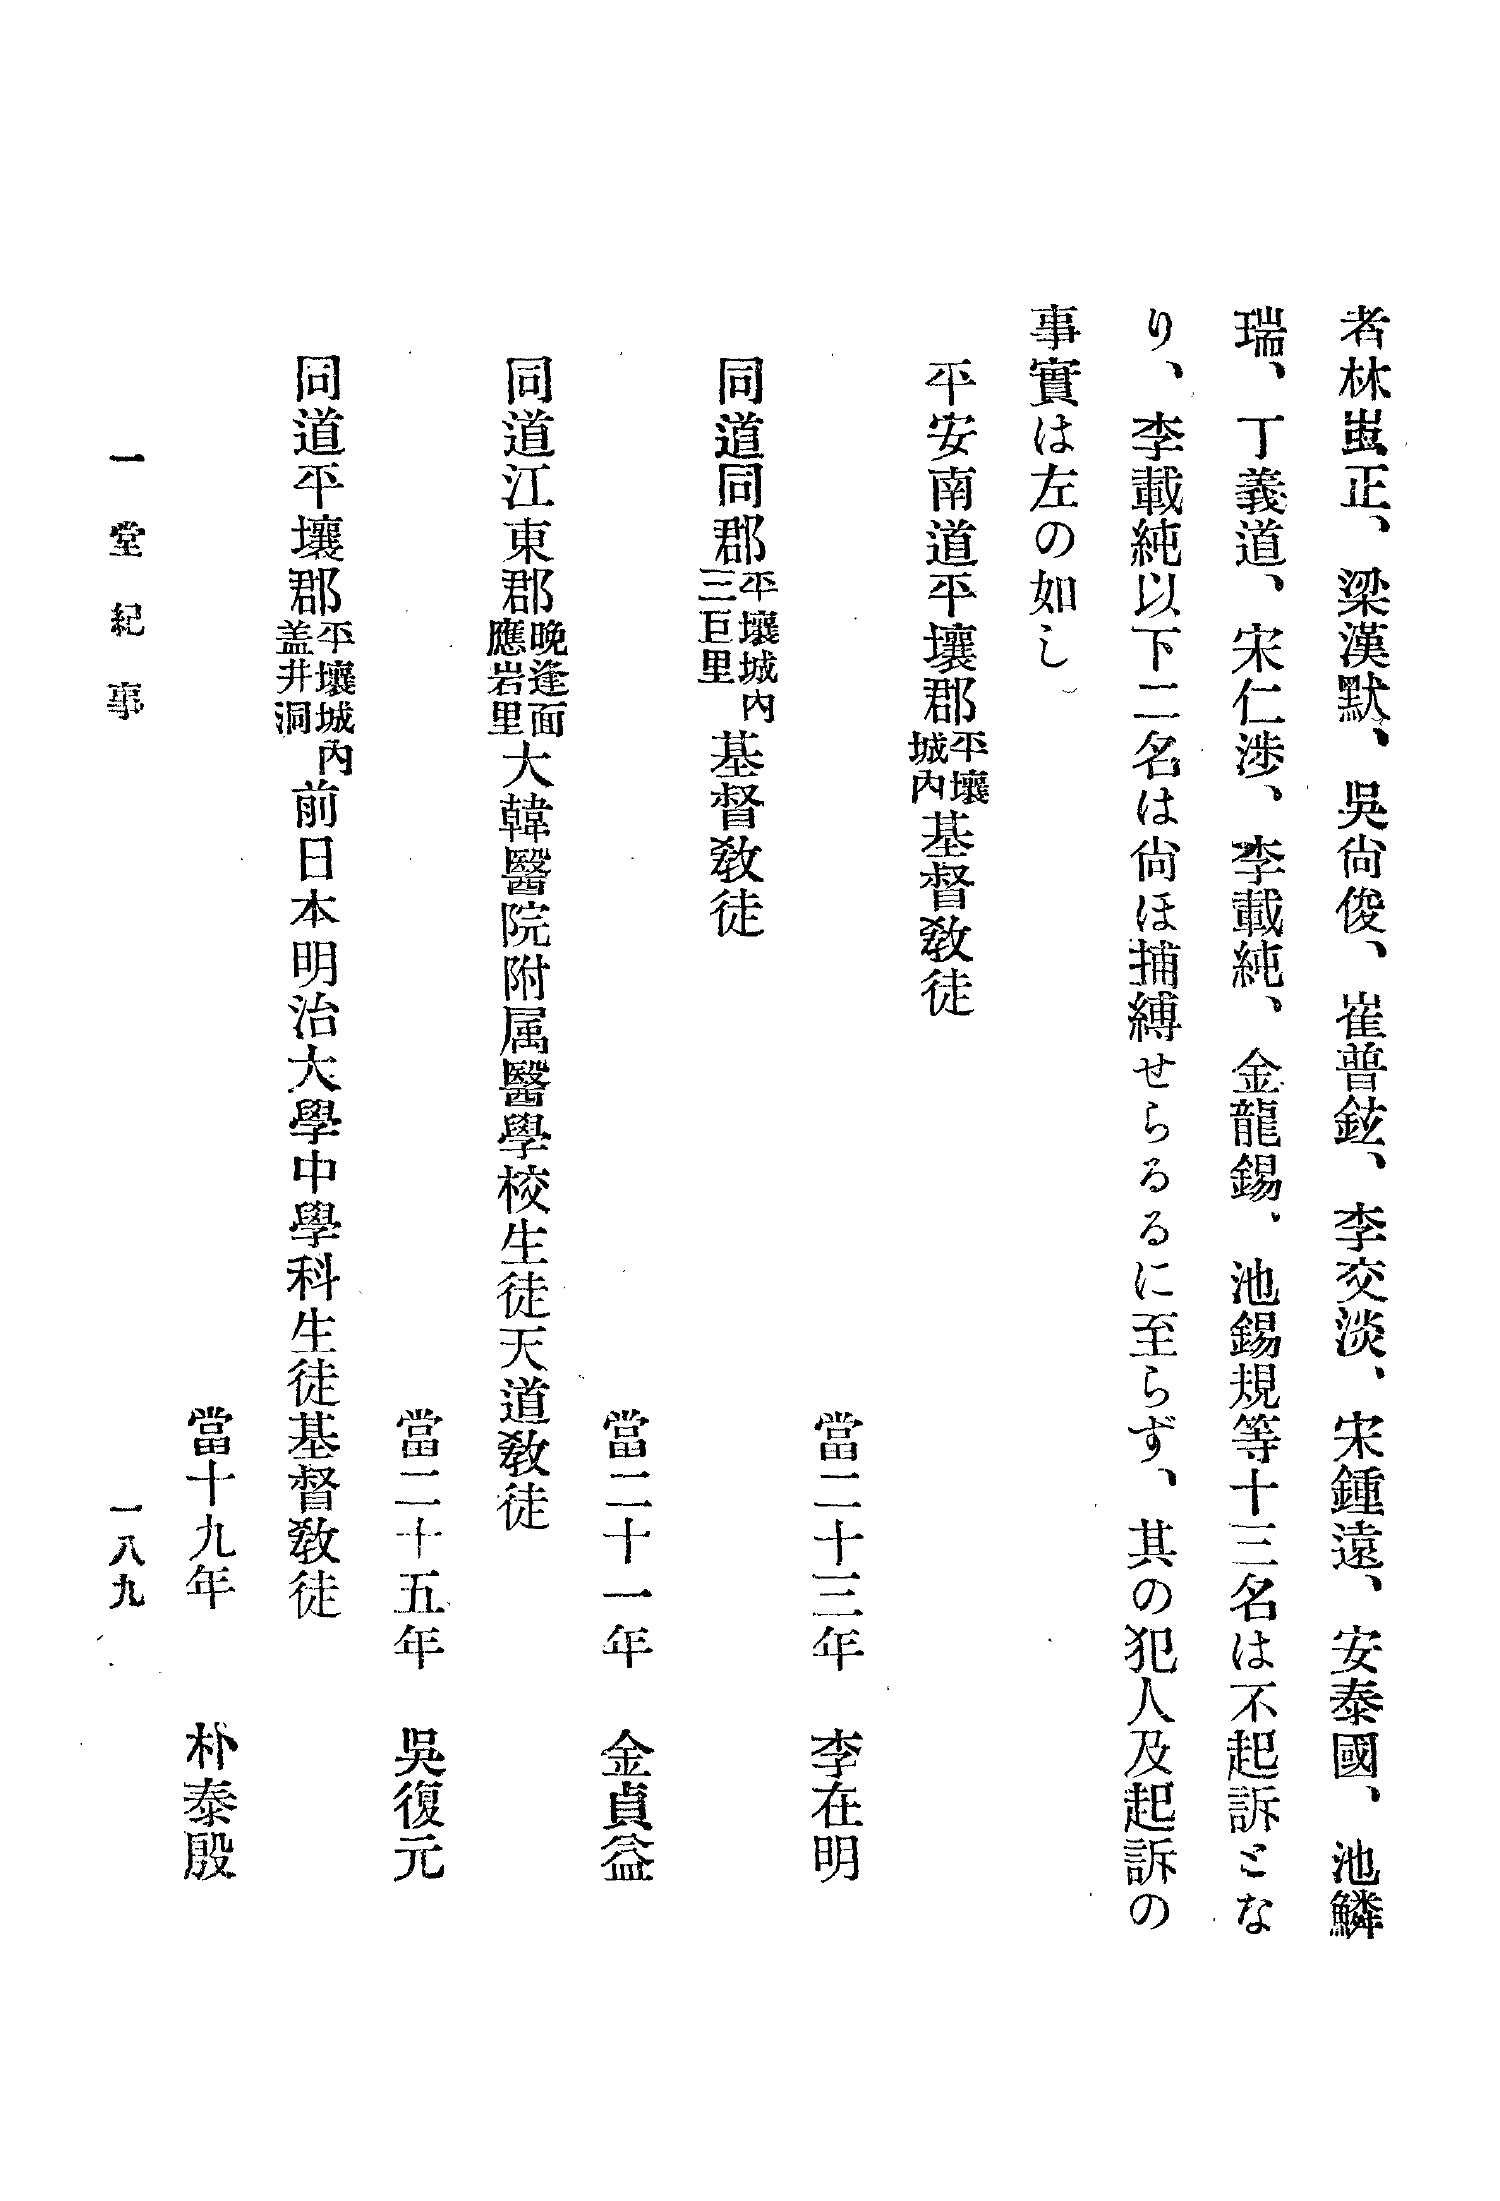 者林蚩正、梁漢默、吳尙俊、崔普鉉、李交淡、宋鍾遠、安泰國、池鱗
瑞、丁義道、宋仁涉、李載純、金龍錫、池錫規等十三名は不起訴とな
り、李載純以下二名は尙ほ捕縛せらるるに至らず、其の犯人及起訴の
事實は左の如し
平安南道平壤郡平壤城內基督敎徒
當二十三年 李在明
同道同郡平壤城內三巨里基督敎徒
當二十一年 金貞益
同道江東郡晚逢面應岩里大韓醫院附属醫學校生徒天道敎徒
當二十五年 吳復元
同道平壤郡平壤城內盖井洞前日本明治大學中學科生徒基督敎徒
當十九年 朴泰殷
一堂紀事
一八九